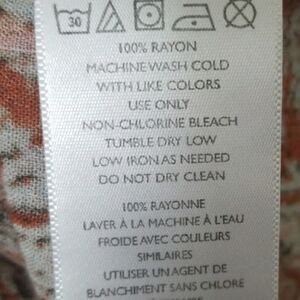 30
100% RAYON
MACHINE WASH COLD
WITH LIKE COLORS
USE ONLY
NON-CHLORINE BLEACH
TUMBLE DRY LOW
LOW IRON AS NEEDED
DO NOT DRY CLEAN
100% RAYONNE
LAVER À LA MACHINE À L'EAU
FROIDE AVEC COULEURS
SIMILAIRES
UTILISER UN AGENT DE
BLANCHIMENT SANS CHLORE